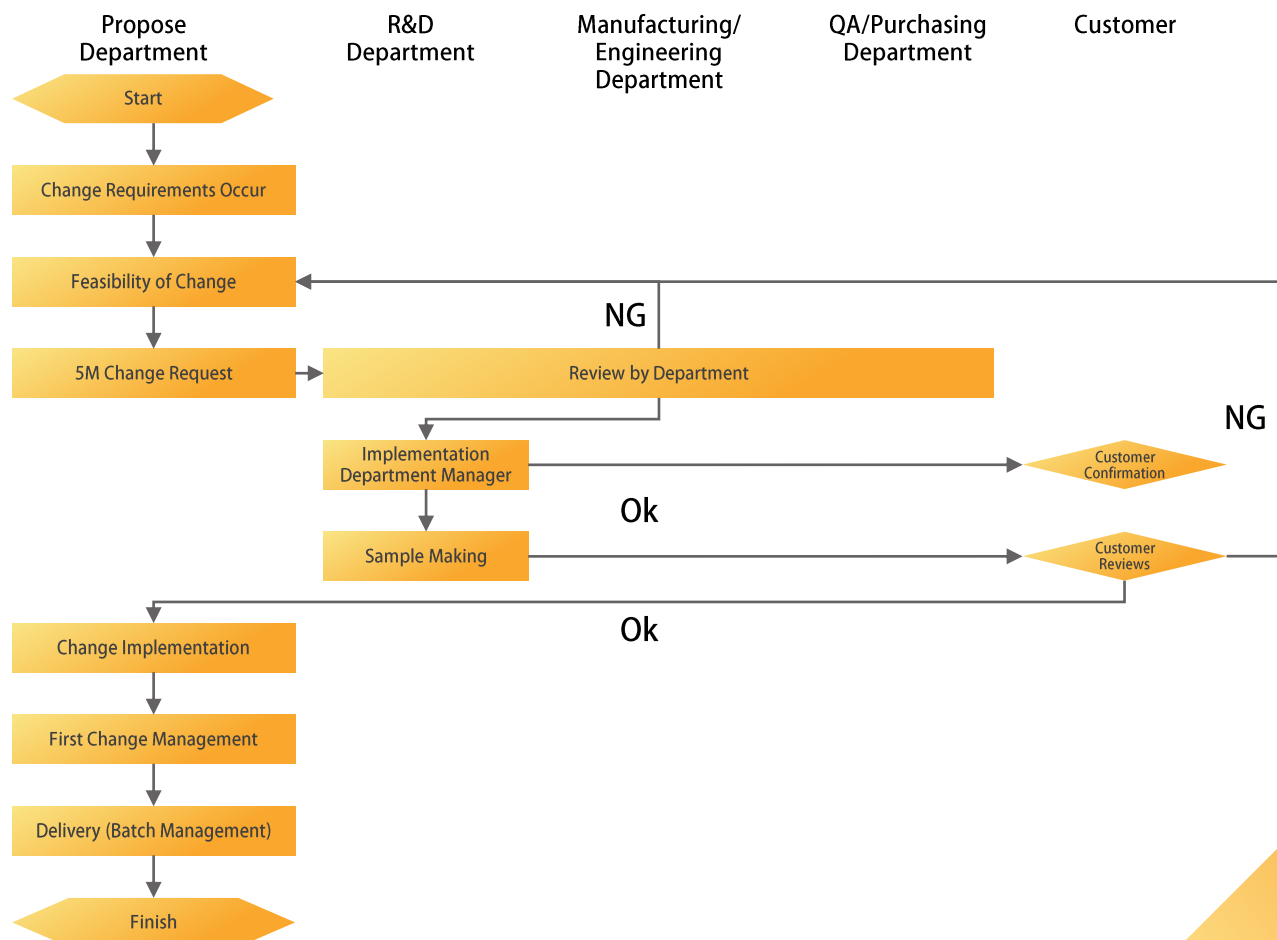 Propose
Department
R&D
Department
Manufacturing/
Engineering
Department
QA/Purchasing
Department
Customer
Start
Change Requirements Occur
Feasibility of Change
NG
5M Change Request
Review by Department
NG
Implementation
Department Manager
Customer
Confirmation
Ok
Sample Making
Customer
Reviews
Ok
Change Implementation
First Change Management
Delivery (Batch Management)
Finish